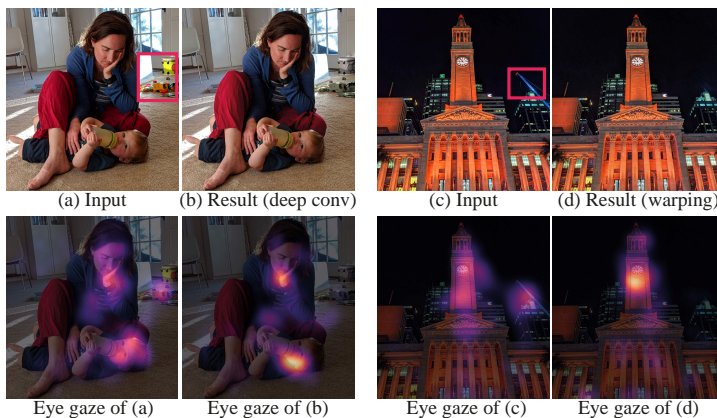 (a) Input
(b) Result (deep conv)
(c) Input
(d) Result (warping)
Eye gaze of (a)
Eye gaze of (b)
Eye gaze of (c)
Eye gaze of (d)